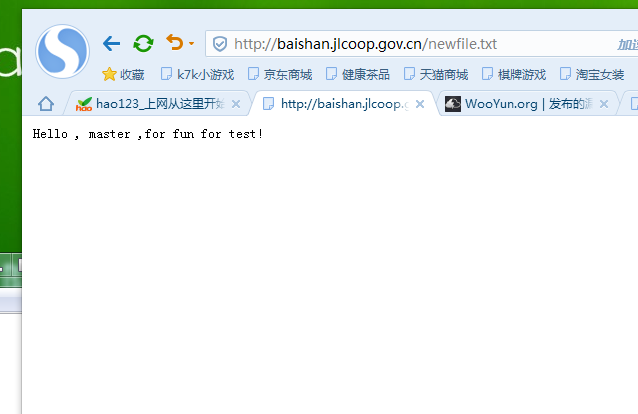 http://baishan.jlcoop.gov.cn/newfile.txt
收藏 k7k小游戏 京东商城 健康茶品 天猫商城 棋牌游戏 淘宝女装
hao123_上网从这里开始 http://baishan.jlcoop.g WooYun.org | 发布的漏
Hello , master ,for fun for test!